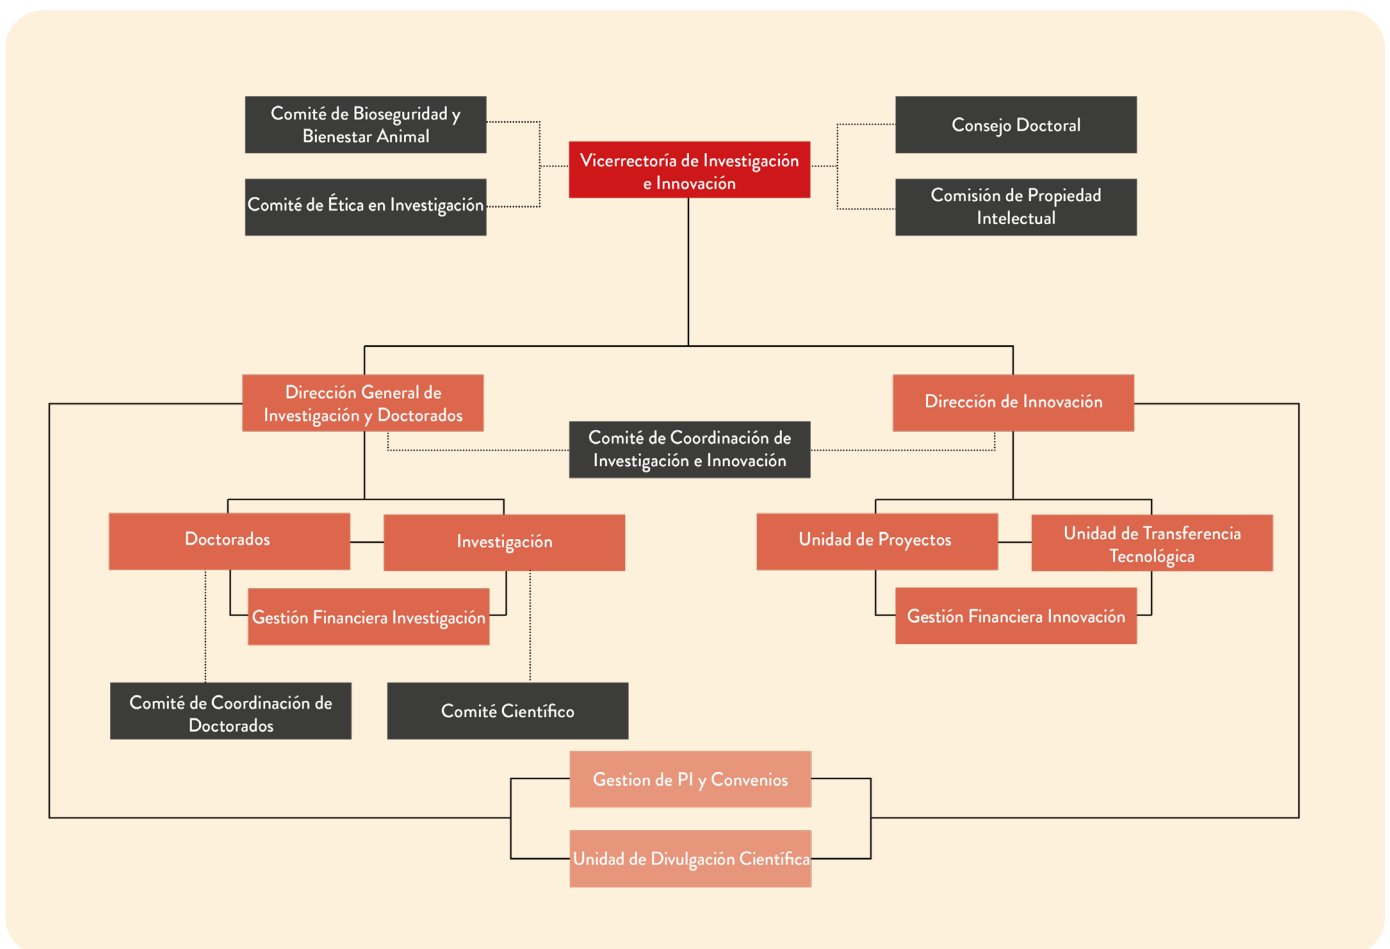 Comité de Bioseguridad y
Bienestar Animal
Consejo Doctoral
Vicerrectoría de Investigación
e Innovación
Comité de Ética en Investigación
Comisión de Propiedad
Intelectual
Dirección General de
Investigación y Doctorados
Dirección de Innovación
Comité de Coordinación de
Investigación e Innovación
Doctorados
Investigación
Unidad de Proyectos
Unidad de Transferencia
Tecnológica
Gestión Financiera Investigación
Gestión Financiera Innovación
Comité de Coordinación de
Doctorados
Comité Científico
Gestion de PI y Convenios
Unidad de Divulgación Científica